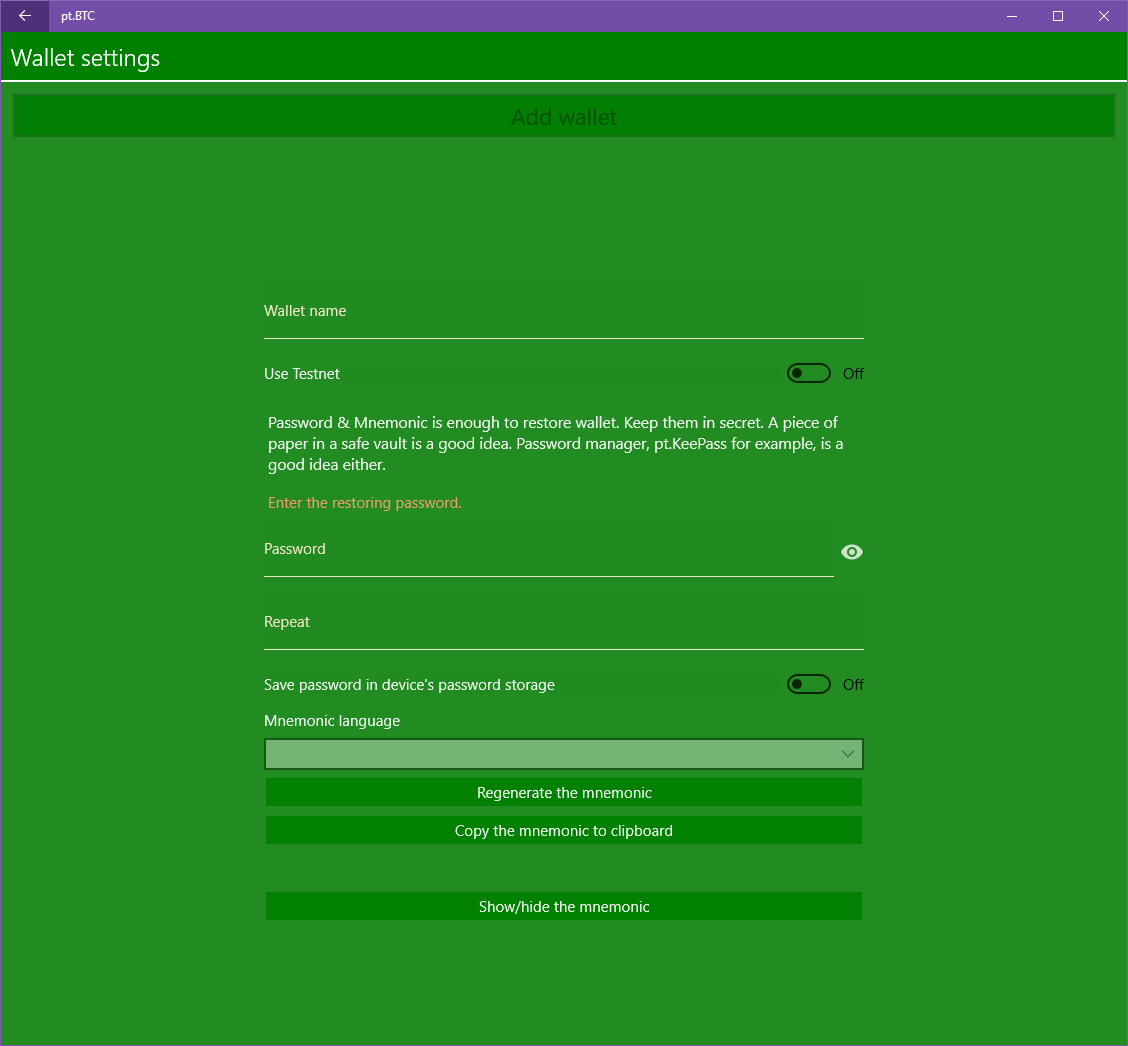 pt.BTC
Wallet settings
Add wallet
Wallet name
Use Testnet
Off
Password & Mnemonic is enough to restore wallet. Keep them in secret. A piece of
paper in a safe vault is a good idea. Password manager, pt.KeePass for example, is a
good idea either.
Enter the restoring password.
Password
Repeat
Save password in device's password storage
Off
Mnemonic language
Regenerate the mnemonic
Copy the mnemonic to clipboard
Show/hide the mnemonic